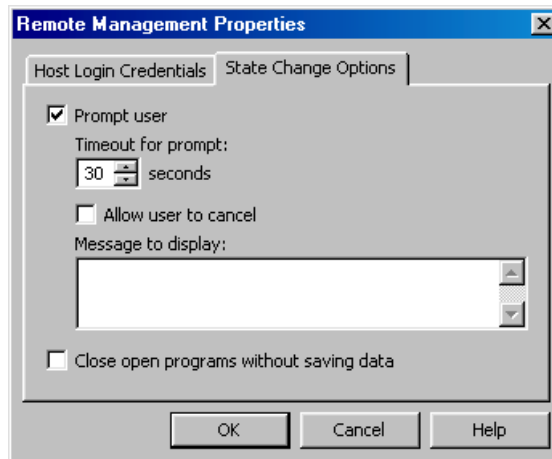 Remote Management Properties
Host Login Credentials
State Change Options
Prompt user
Timeout for prompt:
30 seconds
Allow user to cancel
Message to display:
Close open programs without saving data
OK Cancel Help